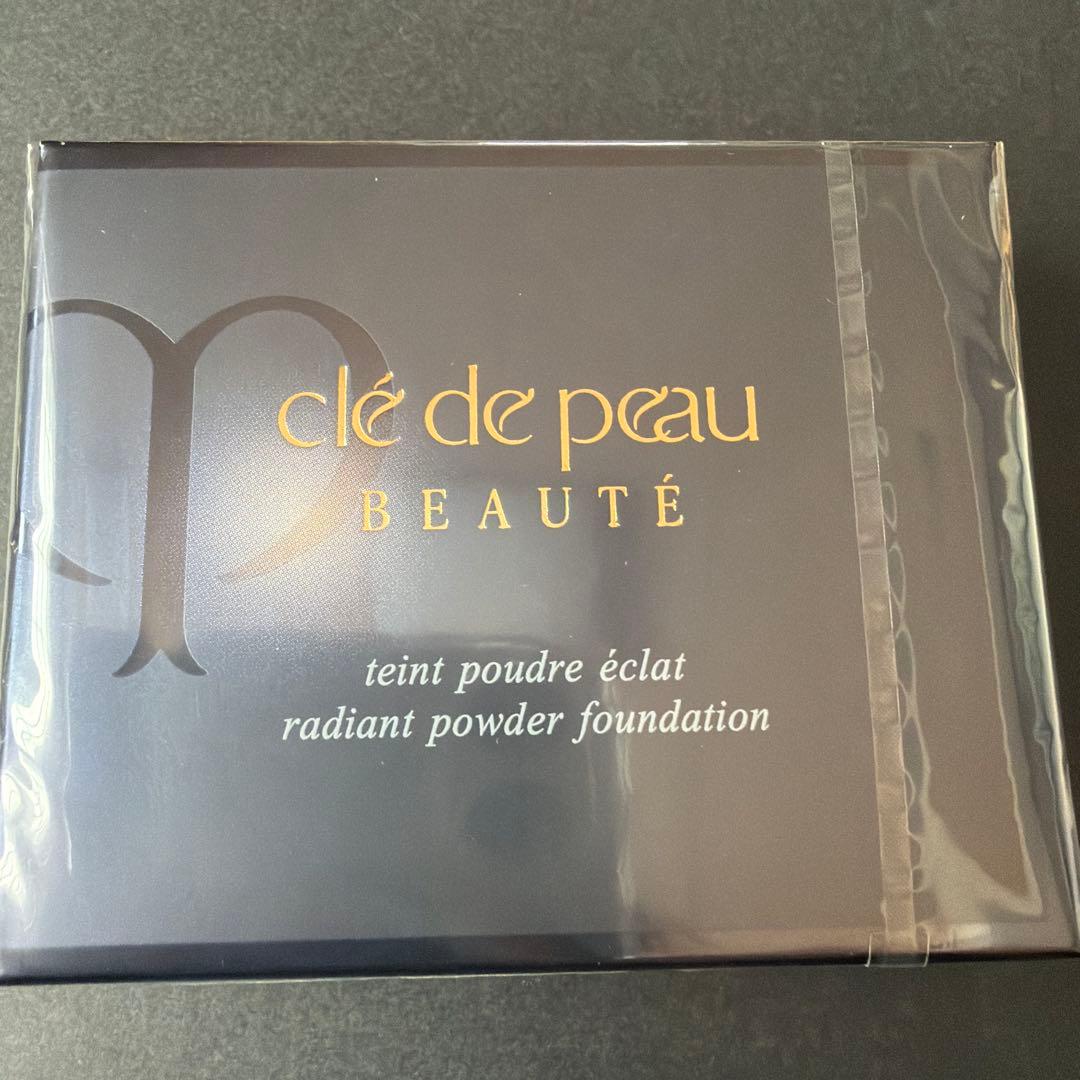 clé de peau
BEAUTÉ
teint poudre éclat
radiant powder foundation